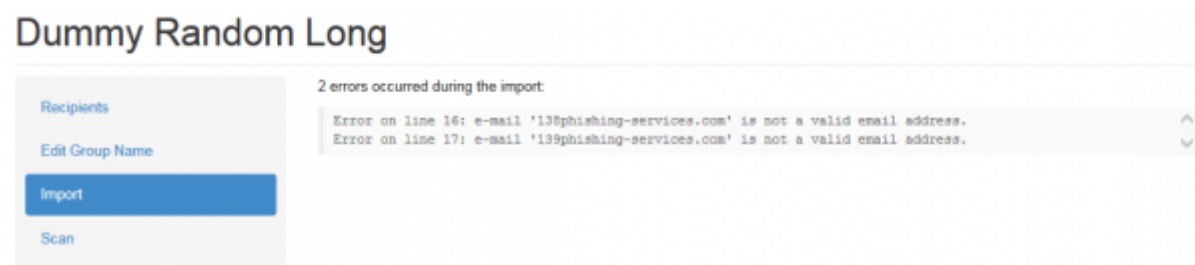 Dummy Random Long
Recipients
Edit Group Name
Import
Scan
2 errors occurred during the import:
Error on line 16: e-mail '138phishing-services.com' is not a valid email address.
Error on line 17: e-mail '139phishing-services.com' is not a valid email address.